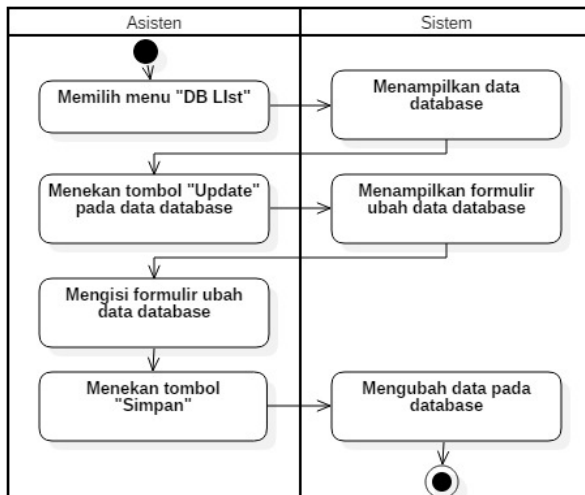 Asisten
Sistem
Memilih menu "DB LIst"
Menampilkan data
database
Menekan tombol "Update"
pada data database
Menampilkan formulir
ubah data database
Mengisi formulir ubah
data database
Menekan tombol
"Simpan"
Mengubah data pada
database